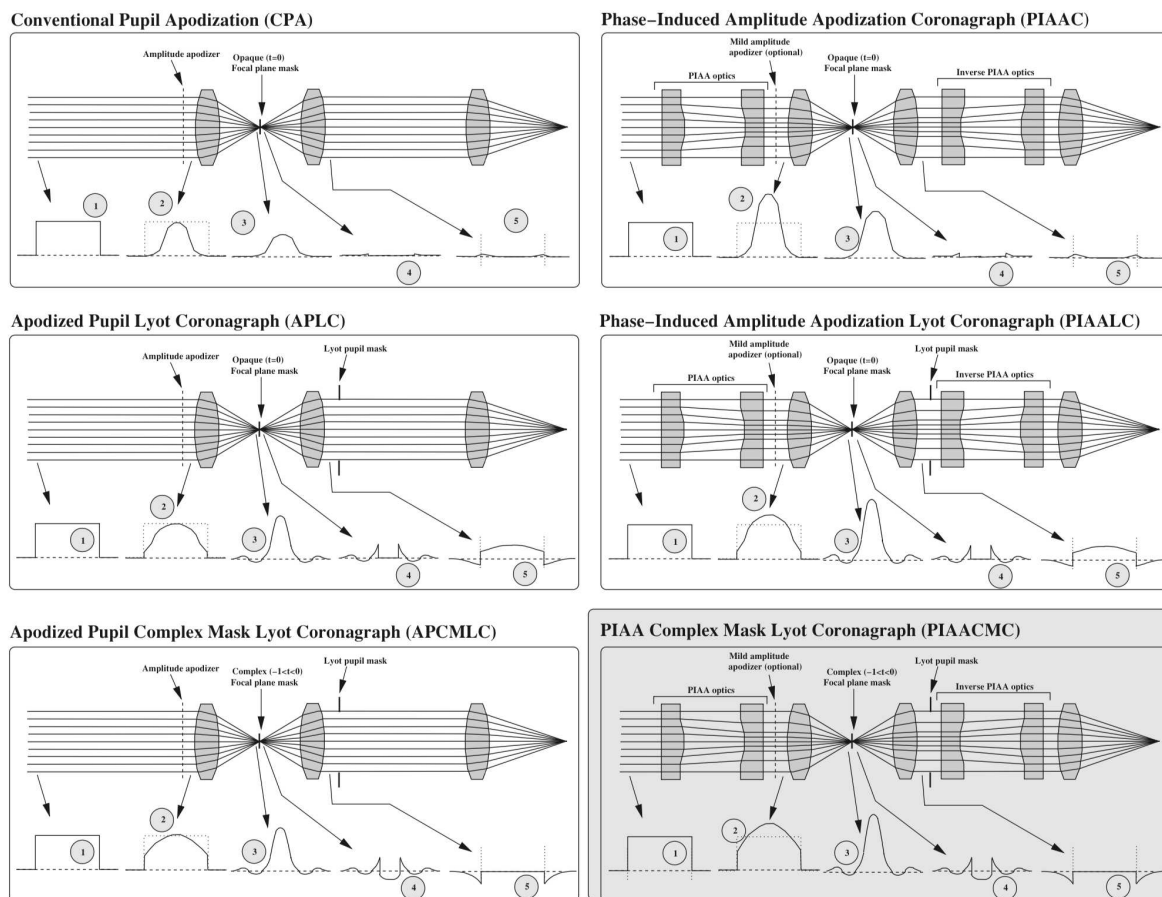 Conventional Pupil Apodization (CPA)
Amplitude apodizer
Opaque (t=0)
Focal plane mask
1
2
3
4
5
Phase−Induced Amplitude Apodization Coronagraph (PIAAC)
Mild amplitude
apodizer (optional)
Opaque (t=0)
Focal plane mask
PIAA optics
Inverse PIAA optics
1
2
3
4
5
Apodized Pupil Lyot Coronagraph (APLC)
Lyot pupil mask
Amplitude apodizer
Opaque (t=0)
Focal plane mask
1
2
3
4
5
Phase−Induced Amplitude Apodization Lyot Coronagraph (PIAALC)
Mild amplitude
apodizer (optional)
Opaque (t=0)
Focal plane mask
Lyot pupil mask
PIAA optics
Inverse PIAA optics
1
2
3
4
5
Apodized Pupil Complex Mask Lyot Coronagraph (APCMLC)
Lyot pupil mask
Amplitude apodizer
Complex (−1<t<0)
Focal plane mask
1
2
3
4
5
PIAA Complex Mask Lyot Coronagraph (PIAACMC)
Mild amplitude
apodizer (optional)
Complex (−1<t<0)
Focal plane mask
Lyot pupil mask
PIAA optics
Inverse PIAA optics
1
2
3
4
5